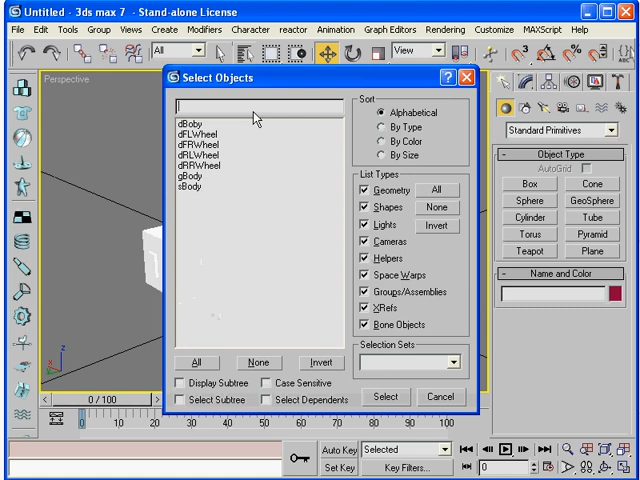 Untitled - 3ds max 7 - Stand-alone License
File Edit Tools Group Views Create Modifiers Character reactor Animation Graph Editors Rendering Customize MAXScript Help
All
View
Perspective
Select Objects
dBoby
dFLWheel
dFRWheel
dRLWheel
dRRWheel
gBody
sBody
All None Invert
Display Subtree Case Sensitive
Select Subtree Select Dependents
Sort
Alphabetical
By Type
By Color
By Size
List Types
Geometry All
Shapes None
Lights Invert
Cameras
Helpers
Space Warps
Groups/Assemblies
XRefs
Bone Objects
Selection Sets
Select Cancel
Standard Primitives
Object Type
AutoGrid
Box Cone
Sphere GeoSphere
Cylinder Tube
Torus Pyramid
Teapot Plane
Name and Color
z
x
0 / 100
0 10 20 30 40 50 60 70 80 90 100
Auto Key Selected
Set Key Key Filters...
0